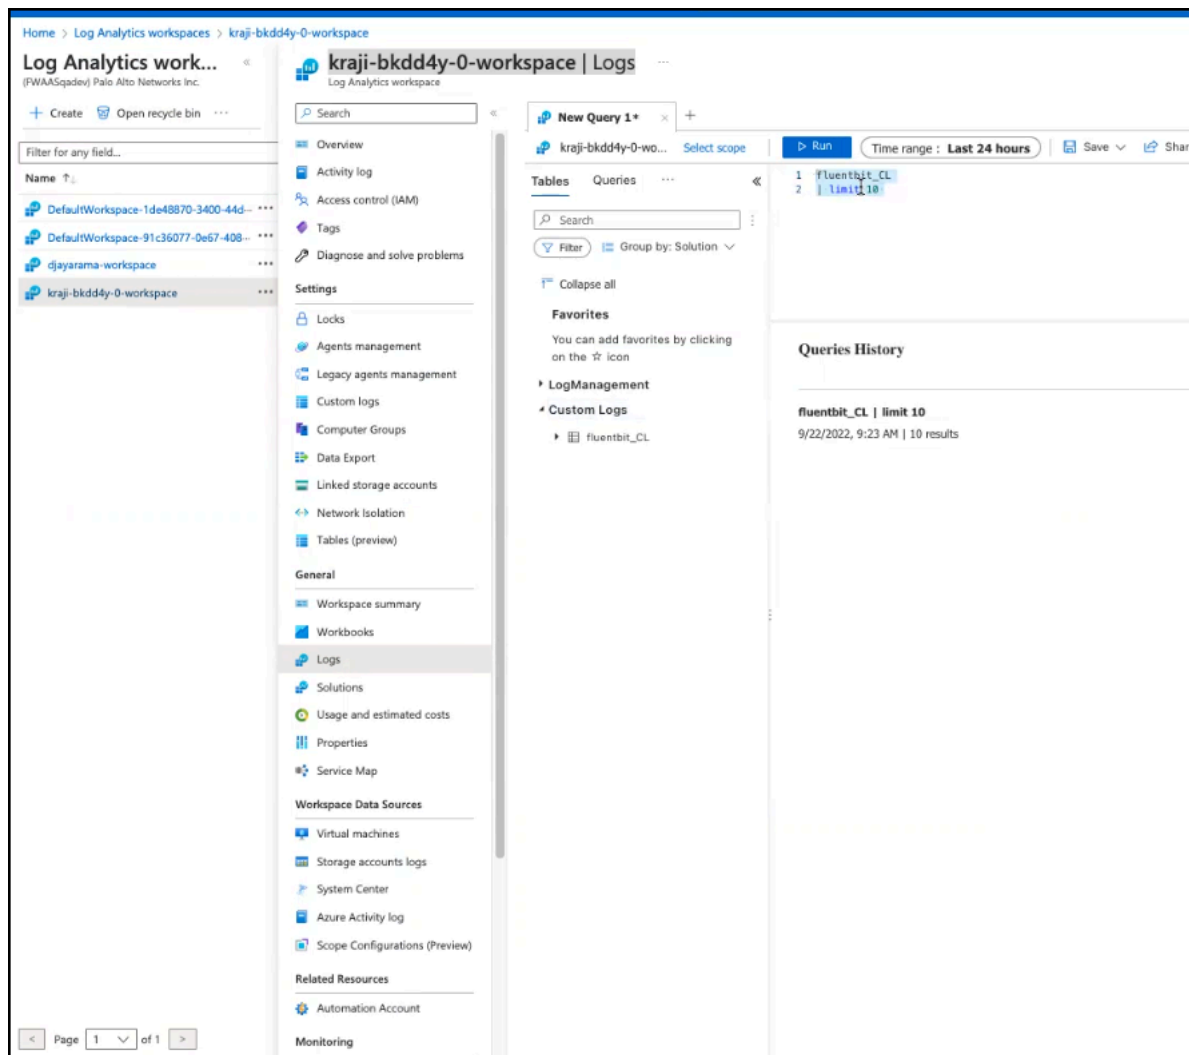 Home > Log Analytics workspaces > kraji-bkdd4y-0-workspace
Log Analytics work...
(FWAASqadev) Palo Alto Networks Inc.
+ Create Open recycle bin ...
Filter for any field...
Name ↑↓
DefaultWorkspace-1de48870-3400-44d... ...
DefaultWorkspace-91c36077-0e67-408... ...
djayarama-workspace ...
kraji-bkdd4y-0-workspace ...
< Page 1 of 1 >
kraji-bkdd4y-0-workspace | Logs ...
Log Analytics workspace
Search
Overview
Activity log
Access control (IAM)
Tags
Diagnose and solve problems
Settings
Locks
Agents management
Legacy agents management
Custom logs
Computer Groups
Data Export
Linked storage accounts
Network Isolation
Tables (preview)
General
Workspace summary
Workbooks
Logs
Solutions
Usage and estimated costs
Properties
Service Map
Workspace Data Sources
Virtual machines
Storage accounts logs
System Center
Azure Activity log
Scope Configurations (Preview)
Related Resources
Automation Account
Monitoring
New Query 1* × +
kraji-bkdd4y-0-wo... Select scope
Run Time range : Last 24 hours Save Shar
Tables Queries ... «
Search
Filter Group by: Solution
Collapse all
Favorites
You can add favorites by clicking
on the ☆ icon
LogManagement
Custom Logs
fluentbit_CL
1 fluentbit_CL
2 | limit 10
Queries History
fluentbit_CL | limit 10
9/22/2022, 9:23 AM | 10 results